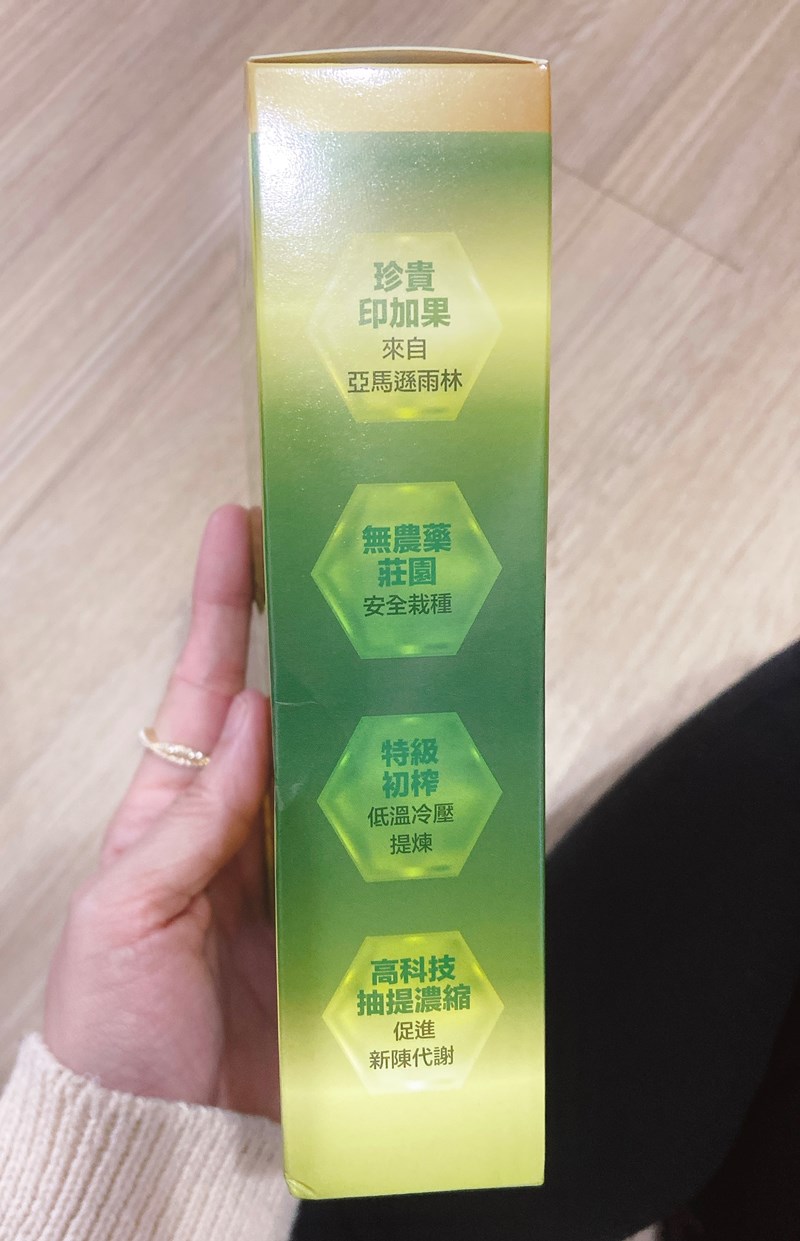 珍貴
印加果
來自
亞馬遜雨林
無農藥
莊園
安全栽種
特級
初榨
低溫冷壓
提煉
高科技
抽提濃縮
促進
新陳代謝